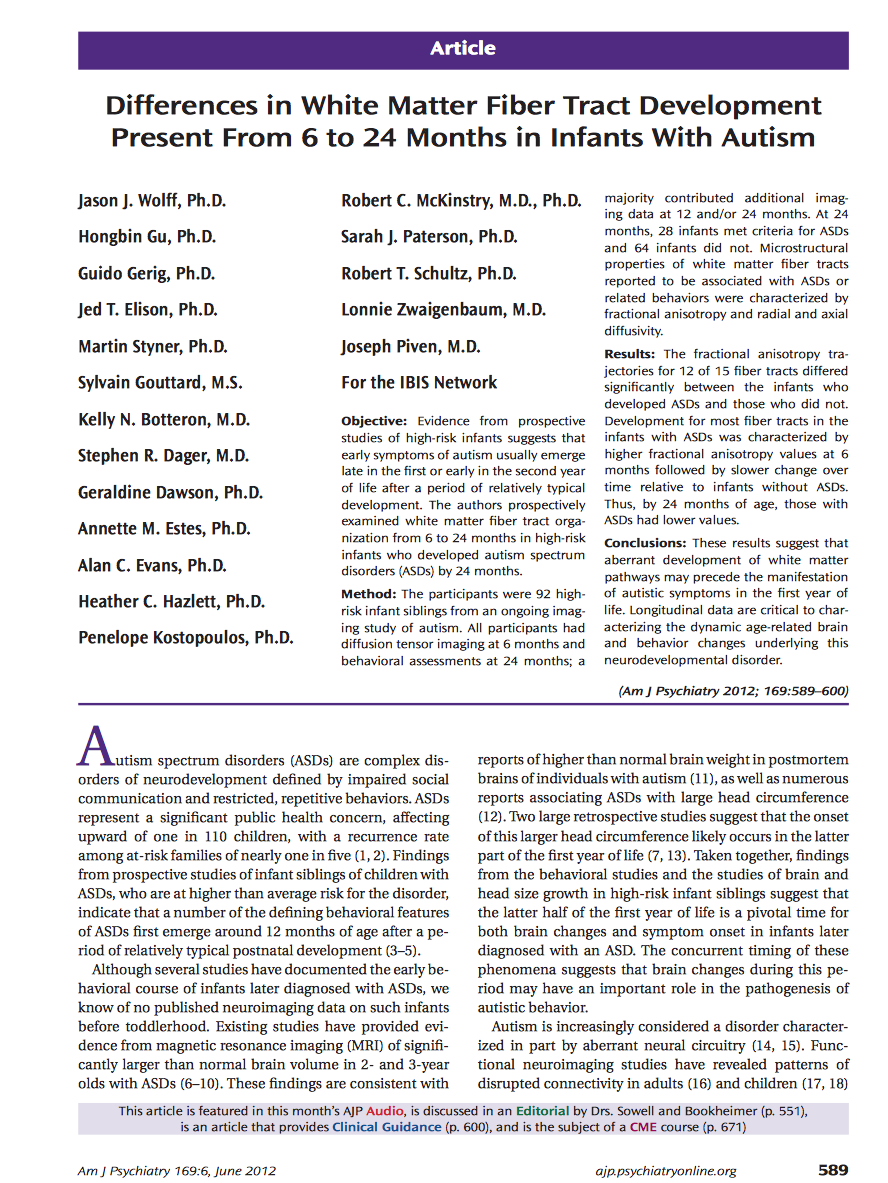 Article
Differences in White Matter Fiber Tract Development
Present From 6 to 24 Months in Infants With Autism
Jason J. Wolff, Ph.D.
Hongbin Gu, Ph.D.
Guido Gerig, Ph.D.
Jed T. Elison, Ph.D.
Martin Styner, Ph.D.
Sylvain Gouttard, M.S.
Kelly N. Botteron, M.D.
Stephen R. Dager, M.D.
Geraldine Dawson, Ph.D.
Annette M. Estes, Ph.D.
Alan C. Evans, Ph.D.
Heather C. Hazlett, Ph.D.
Penelope Kostopoulos, Ph.D.
Robert C. McKinstry, M.D., Ph.D.
Sarah J. Paterson, Ph.D.
Robert T. Schultz, Ph.D.
Lonnie Zwaigenbaum, M.D.
Joseph Piven, M.D.
For the IBIS Network
Objective: Evidence from prospective
studies of high-risk infants suggests that
early symptoms of autism usually emerge
late in the first or early in the second year
of life after a period of relatively typical
development. The authors prospectively
examined white matter fiber tract orga-
nization from 6 to 24 months in high-risk
infants who developed autism spectrum
disorders (ASDs) by 24 months.
Method: The participants were 92 high-
risk infant siblings from an ongoing imag-
ing study of autism. All participants had
diffusion tensor imaging at 6 months and
behavioral assessments at 24 months; a
majority contributed additional imag-
ing data at 12 and/or 24 months. At 24
months, 28 infants met criteria for ASDs
and 64 infants did not. Microstructural
properties of white matter fiber tracts
reported to be associated with ASDs or
related behaviors were characterized by
fractional anisotropy and radial and axial
diffusivity.
Results: The fractional anisotropy tra-
jectories for 12 of 15 fiber tracts differed
significantly between the infants who
developed ASDs and those who did not.
Development for most fiber tracts in the
infants with ASDs was characterized by
higher fractional anisotropy values at 6
months followed by slower change over
time relative to infants without ASDs.
Thus, by 24 months of age, those with
ASDs had lower values.
Conclusions: These results suggest that
aberrant development of white matter
pathways may precede the manifestation
of autistic symptoms in the first year of
life. Longitudinal data are critical to char-
acterizing the dynamic age-related brain
and behavior changes underlying this
neurodevelopmental disorder.
(Am J Psychiatry 2012; 169:589–600)
Autism spectrum disorders (ASDs) are complex dis-
orders of neurodevelopment defined by impaired social
communication and restricted, repetitive behaviors. ASDs
represent a significant public health concern, affecting
upward of one in 110 children, with a recurrence rate
among at-risk families of nearly one in five (1, 2). Findings
from prospective studies of infant siblings of children with
ASDs, who are at higher than average risk for the disorder,
indicate that a number of the defining behavioral features
of ASDs first emerge around 12 months of age after a pe-
riod of relatively typical postnatal development (3–5).
Although several studies have documented the early be-
havioral course of infants later diagnosed with ASDs, we
know of no published neuroimaging data on such infants
before toddlerhood. Existing studies have provided evi-
dence from magnetic resonance imaging (MRI) of signifi-
cantly larger than normal brain volume in 2- and 3-year
olds with ASDs (6–10). These findings are consistent with
reports of higher than normal brain weight in postmortem
brains of individuals with autism (11), as well as numerous
reports associating ASDs with large head circumference
(12). Two large retrospective studies suggest that the onset
of this larger head circumference likely occurs in the latter
part of the first year of life (7, 13). Taken together, findings
from the behavioral studies and the studies of brain and
head size growth in high-risk infant siblings suggest that
the latter half of the first year of life is a pivotal time for
both brain changes and symptom onset in infants later
diagnosed with an ASD. The concurrent timing of these
phenomena suggests that brain changes during this pe-
riod may have an important role in the pathogenesis of
autistic behavior.
Autism is increasingly considered a disorder character-
ized in part by aberrant neural circuitry (14, 15). Func-
tional neuroimaging studies have revealed patterns of
disrupted connectivity in adults (16) and children (17, 18)
This article is featured in this month's AJP Audio, is discussed in an Editorial by Drs. Sowell and Bookheimer (p. 551),
is an article that provides Clinical Guidance (p. 600), and is the subject of a CME course (p. 671)
Am J Psychiatry 169:6, June 2012
ajp.psychiatryonline.org
589